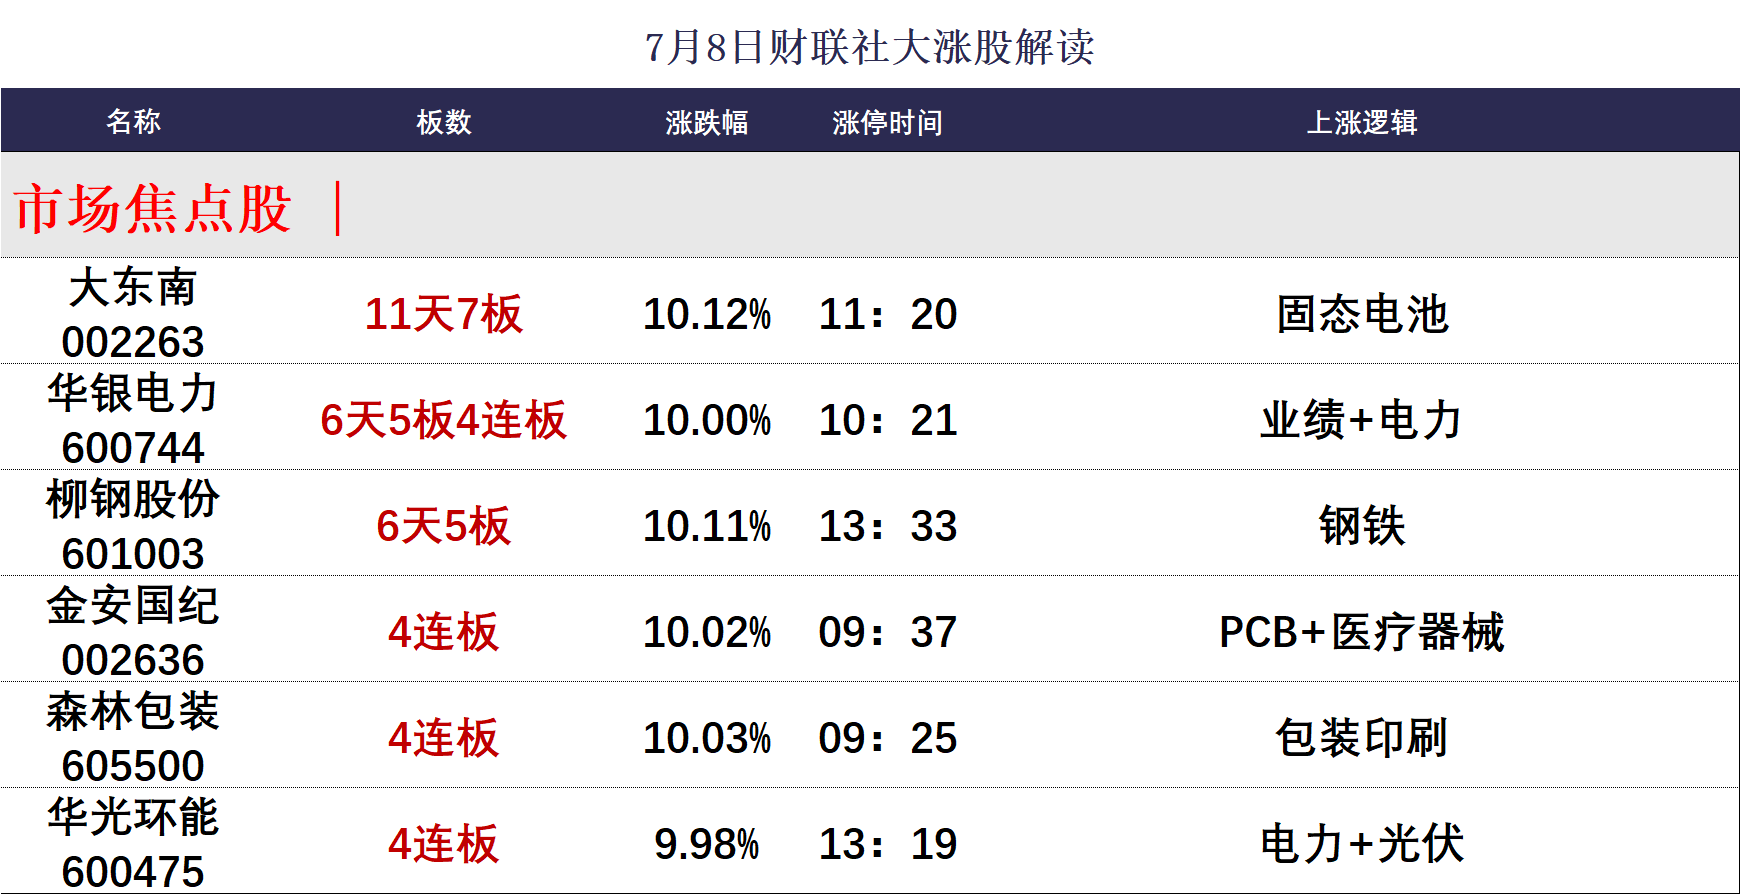 7月8日财联社大涨股解读
名称 板数 涨跌幅 涨停时间 上涨逻辑
市场焦点股 |
大东南
002263 11天7板 10.12% 11：20 固态电池
华银电力
600744 6天5板4连板 10.00% 10：21 业绩+电力
柳钢股份
601003 6天5板 10.11% 13：33 钢铁
金安国纪
002636 4连板 10.02% 09：37 PCB+医疗器械
森林包装
605500 4连板 10.03% 09：25 包装印刷
华光环能
600475 4连板 9.98% 13：19 电力+光伏